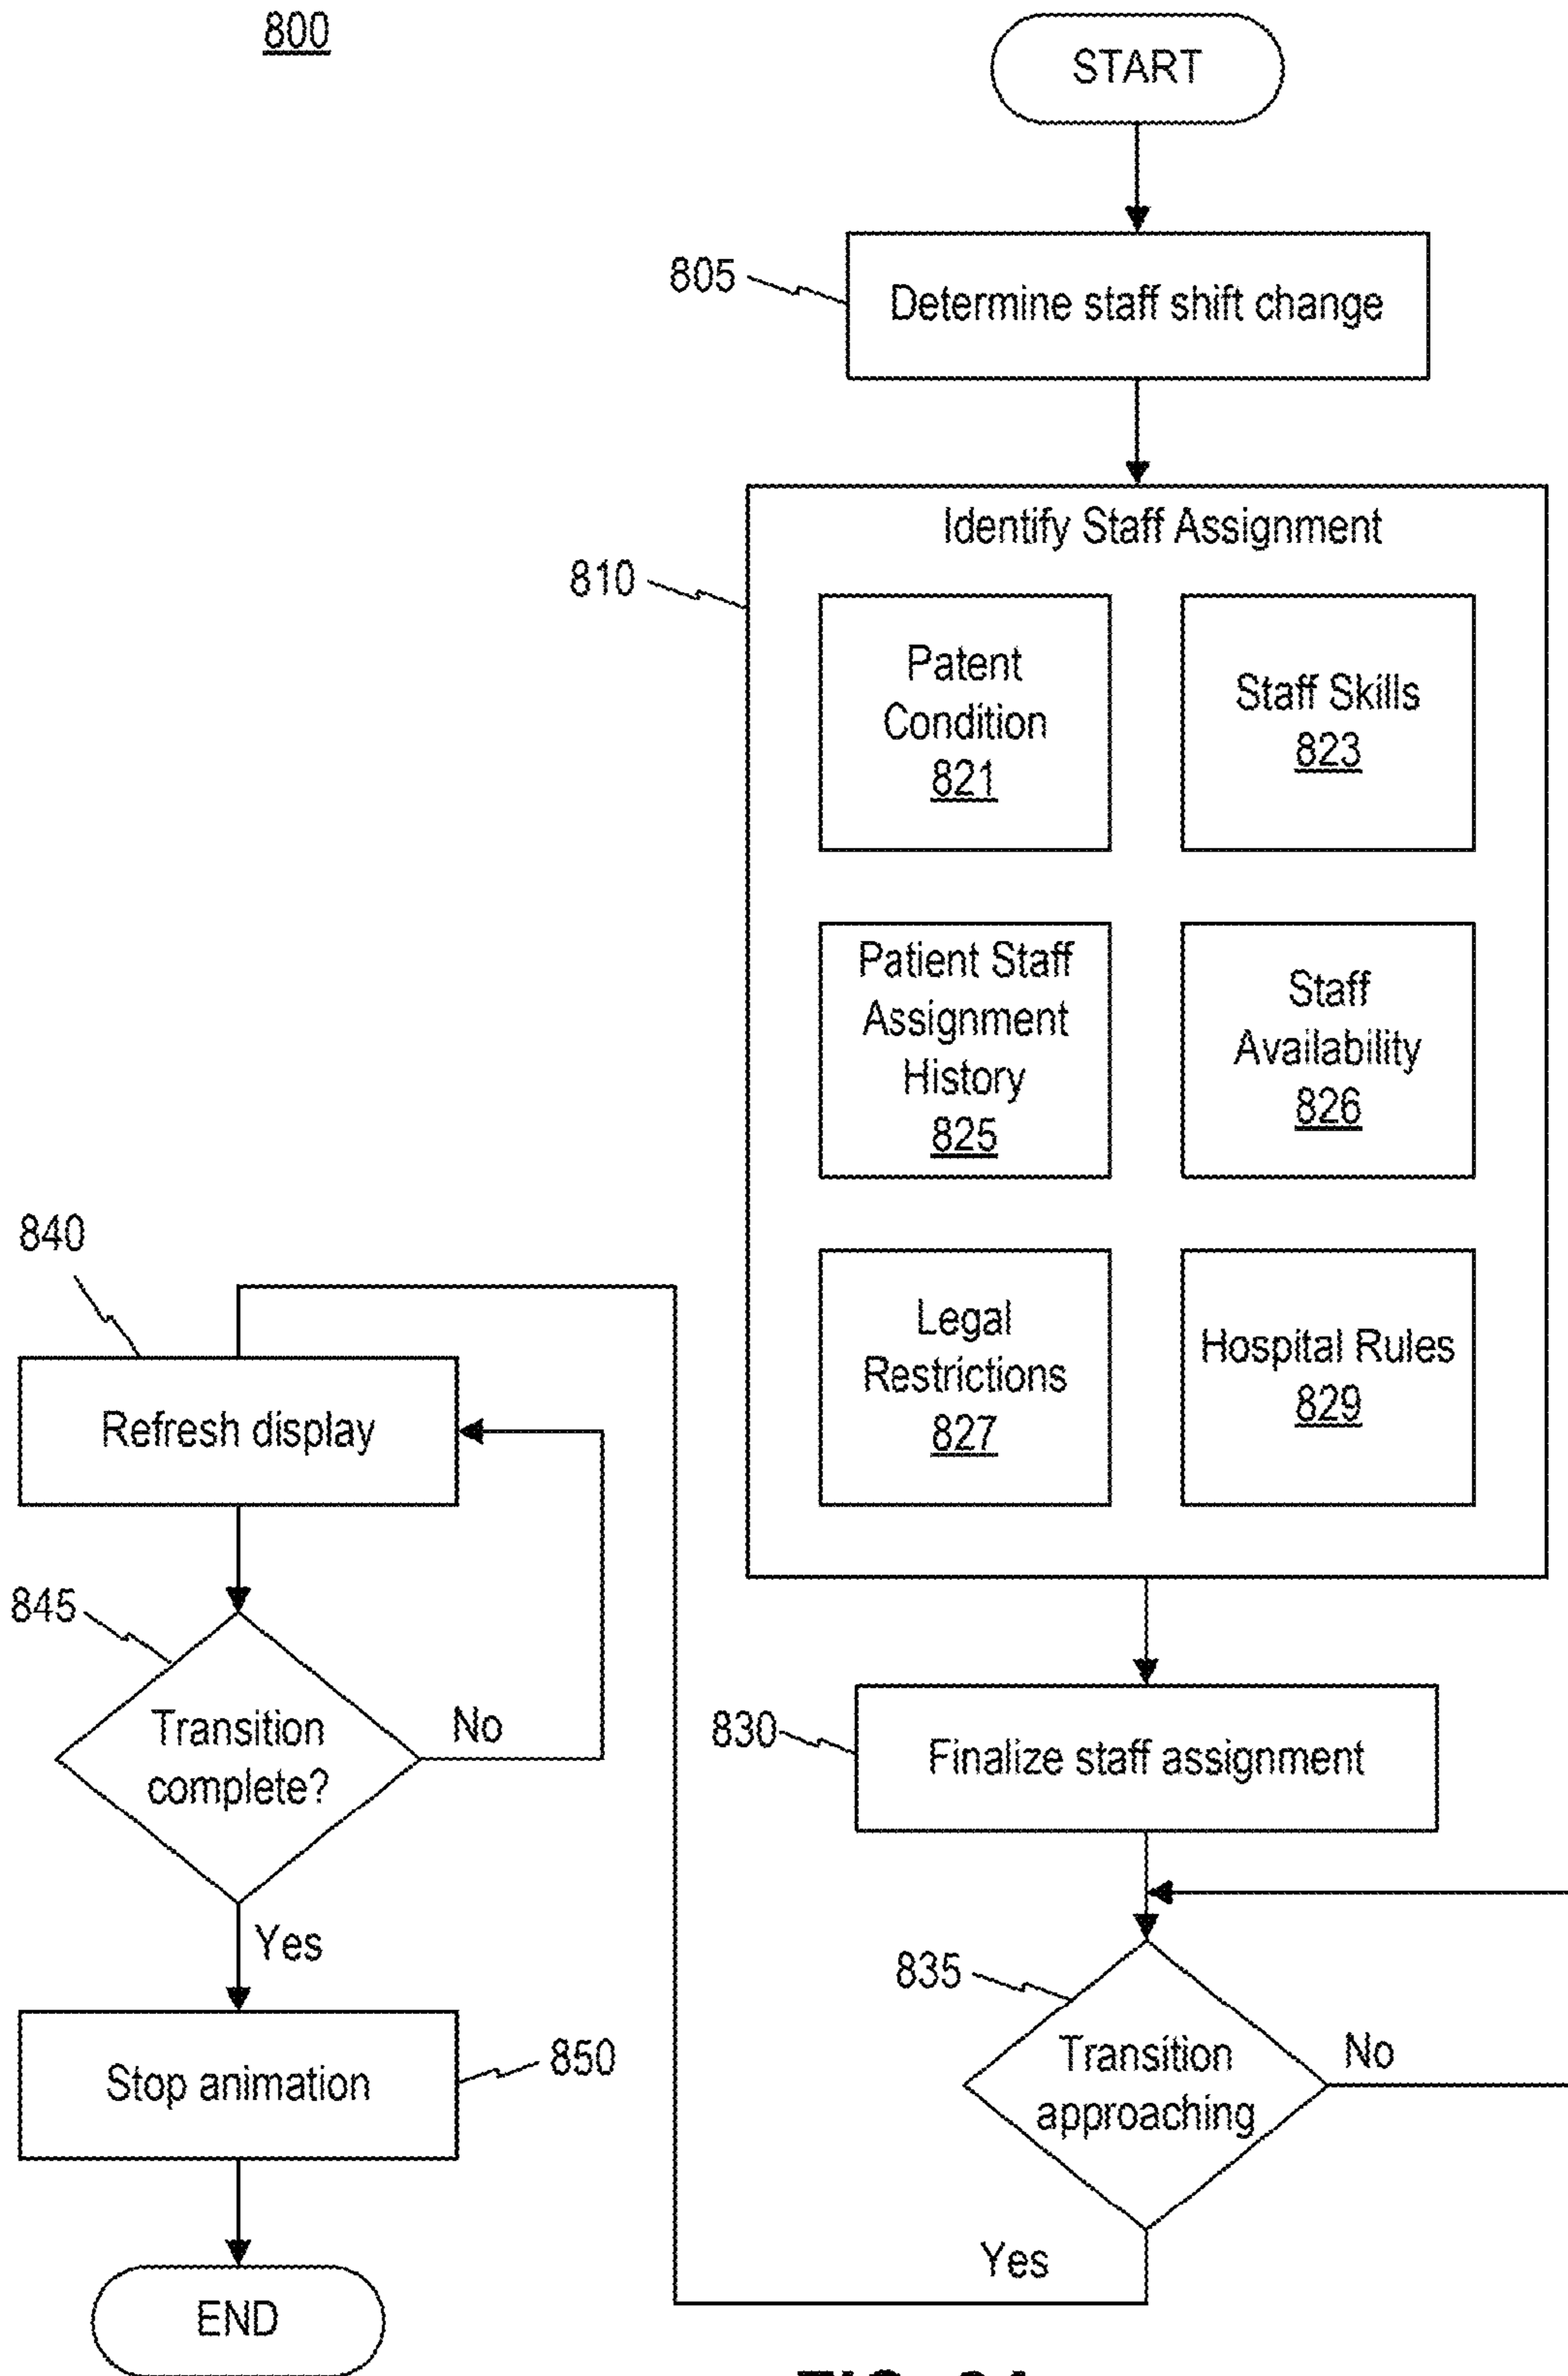 800
START
805
Determine staff shift change
810
Identify Staff Assignment
Patent
Condition
821
Staff Skills
823
Patient Staff
Assignment
History
825
Staff
Availability
826
Legal
Restrictions
827
Hospital Rules
829
830
Finalize staff assignment
835
Transition
approaching
No
Yes
840
Refresh display
845
Transition
complete?
No
Yes
850
Stop animation
END